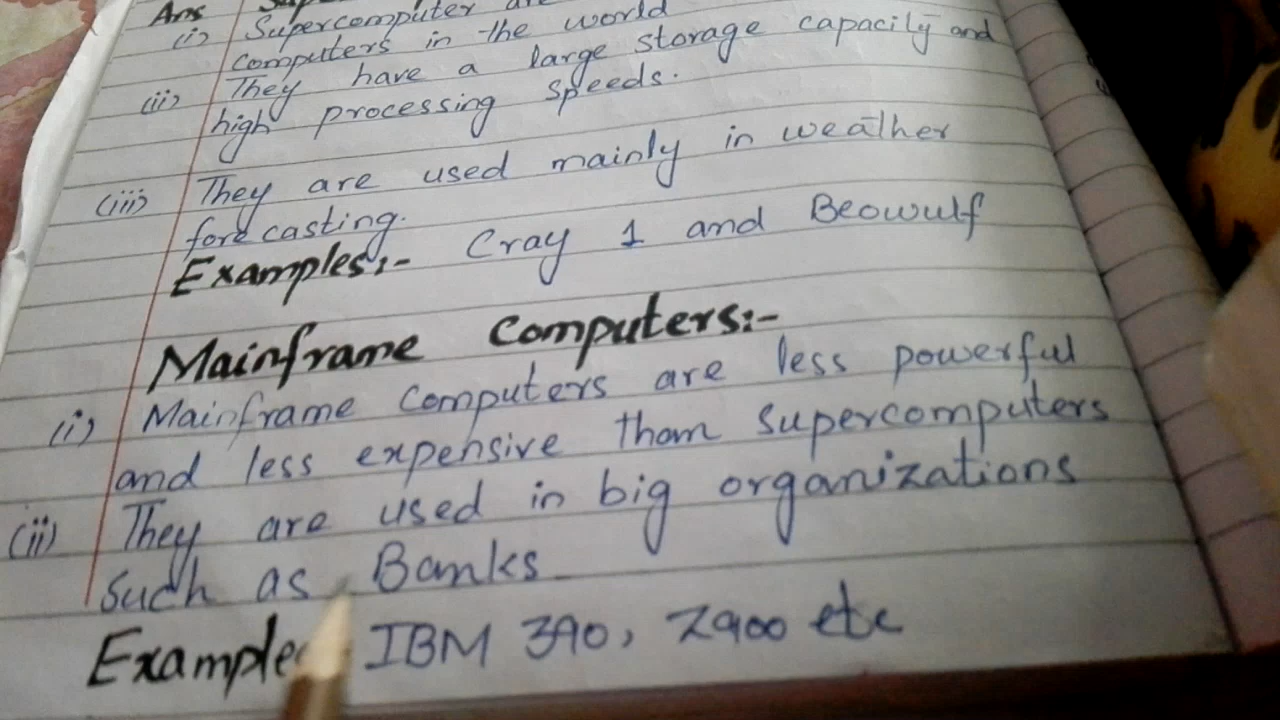 Ans
(i) Supercomputer are
computers in the world
(ii) They have a large storage capacity and
high processing speeds.
(iii) They are used mainly in weather
forecasting.
Examples:- Cray 1 and Beowulf
Mainframe Computers:-
(i) Mainframe Computers are less powerful
and less expensive than Supercomputers
(ii) They are used in big organizations
Such as Banks
Example IBM 390, Z900 etc